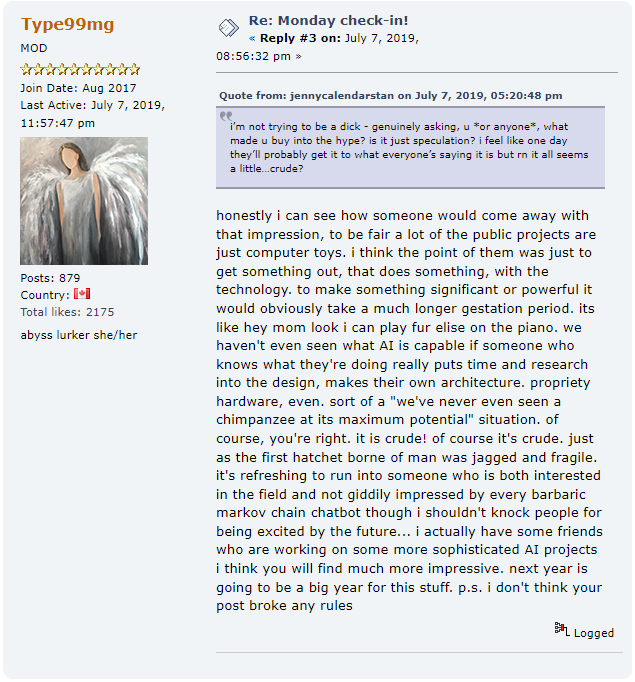 Type99mg
MOD
Join Date: Aug 2017
Last Active: July 7, 2019,
11:57:47 pm
Posts: 879
Country:
Total likes: 2175
abyss lurker she/her
Re: Monday check-in!
« Reply #3 on: July 7, 2019,
08:56:32 pm »
Quote from: jennycalendarstan on July 7, 2019, 05:20:48 pm
i'm not trying to be a dick - genuinely asking, u *or anyone*, what
made u buy into the hype? is it just speculation? i feel like one day
they'll probably get it to what everyone's saying it is but rn it all seems
a little...crude?
honestly i can see how someone would come away with
that impression, to be fair a lot of the public projects are
just computer toys. i think the point of them was just to
get something out, that does something, with the
technology. to make something significant or powerful it
would obviously take a much longer gestation period. its
like hey mom look i can play fur elise on the piano. we
haven't even seen what AI is capable if someone who
knows what they're doing really puts time and research
into the design, makes their own architecture. propriety
hardware, even. sort of a "we've never even seen a
chimpanzee at its maximum potential" situation. of
course, you're right. it is crude! of course it's crude. just
as the first hatchet borne of man was jagged and fragile.
it's refreshing to run into someone who is both interested
in the field and not giddily impressed by every barbaric
markov chain chatbot though i shouldn't knock people for
being excited by the future... i actually have some friends
who are working on some more sophisticated AI projects
i think you will find much more impressive. next year is
going to be a big year for this stuff. p.s. i don't think your
post broke any rules
Logged